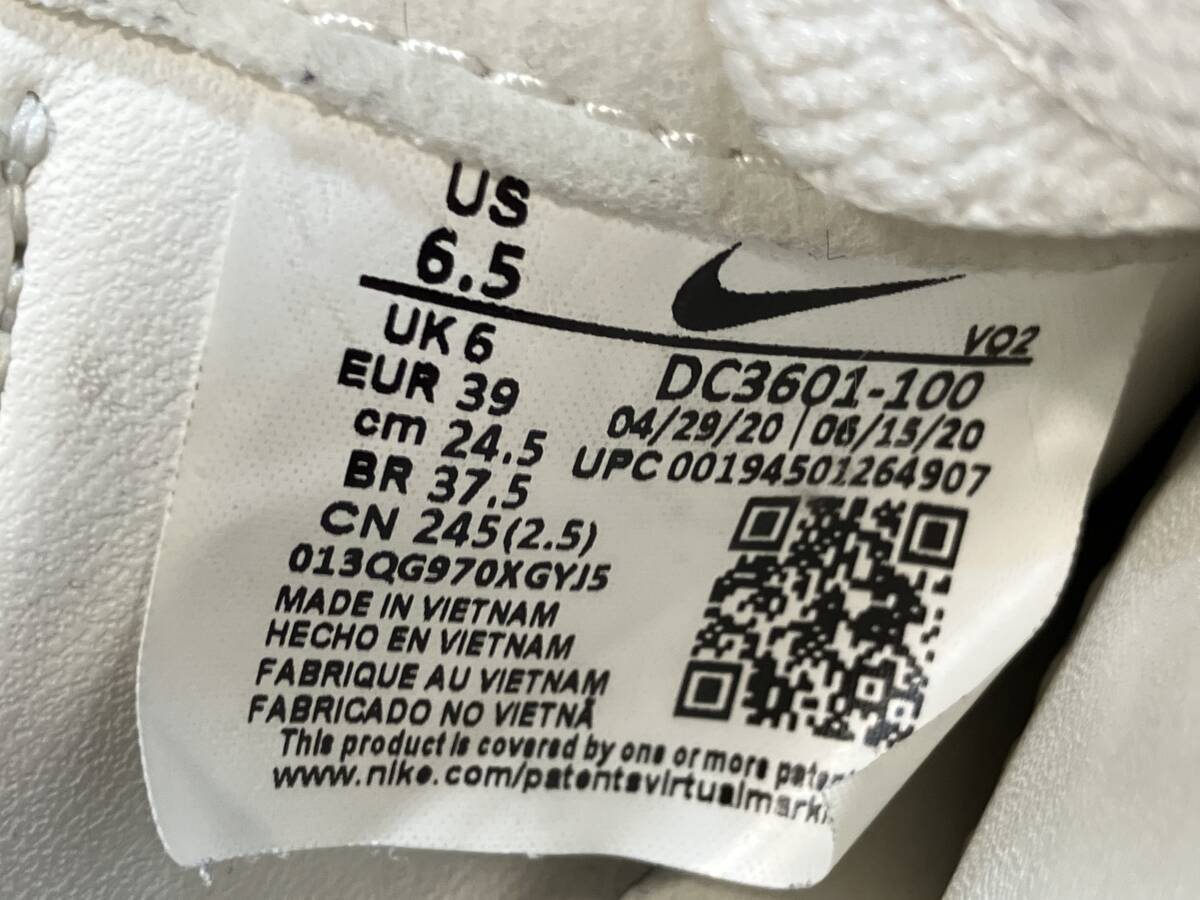 US
6.5
UK 6
EUR 39
cm 24.5
BR 37.5
CN 245(2.5)
013QG970XGYJ5
MADE IN VIETNAM
HECHO EN VIETNAM
FABRIQUE AU VIETNAM
FABRICADO NO VIETNÃ
This product is covered by one or more paten
www.nike.com/patentsvirtualmarki
VO2
DC3601-100
04/29/20 | 06/15/20
UPC 00194501264907